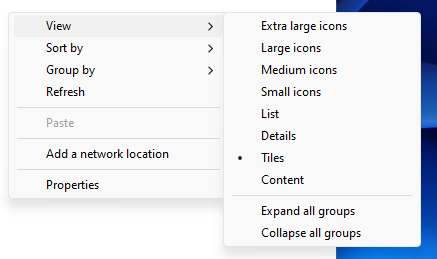 View
Sort by
Group by
Refresh
Paste
Add a network location
Properties
Extra large icons
Large icons
Medium icons
Small icons
List
Details
Tiles
Content
Expand all groups
Collapse all groups